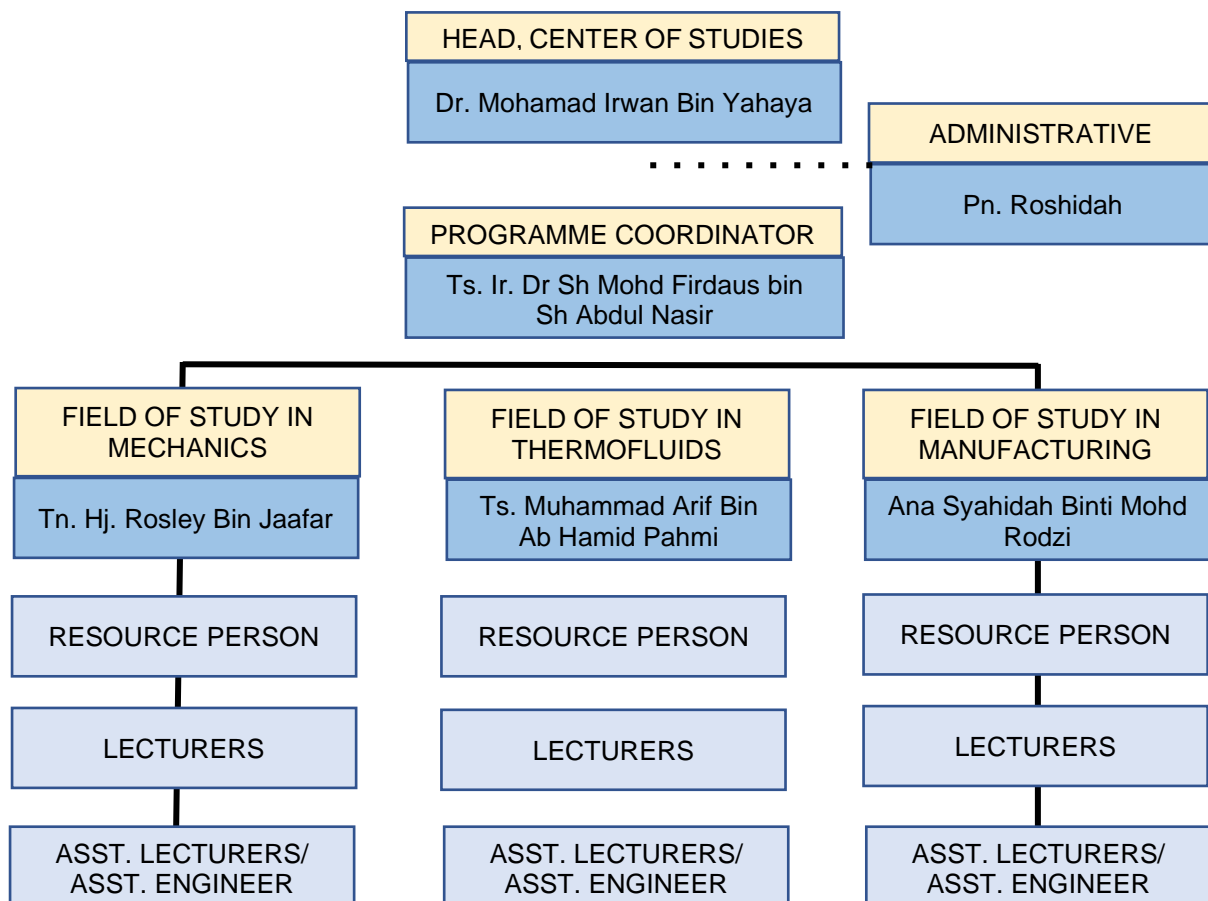 HEAD, CENTER OF STUDIES
Dr. Mohamad Irwan Bin Yahaya
ADMINISTRATIVE
Pn. Roshidah
PROGRAMME COORDINATOR
Ts. Ir. Dr Sh Mohd Firdaus bin
Sh Abdul Nasir
FIELD OF STUDY IN
MECHANICS
Tn. Hj. Rosley Bin Jaafar
RESOURCE PERSON
LECTURERS
ASST. LECTURERS/
ASST. ENGINEER
FIELD OF STUDY IN
THERMOFLUIDS
Ts. Muhammad Arif Bin
Ab Hamid Pahmi
RESOURCE PERSON
LECTURERS
ASST. LECTURERS/
ASST. ENGINEER
FIELD OF STUDY IN
MANUFACTURING
Ana Syahidah Binti Mohd
Rodzi
RESOURCE PERSON
LECTURERS
ASST. LECTURERS/
ASST. ENGINEER